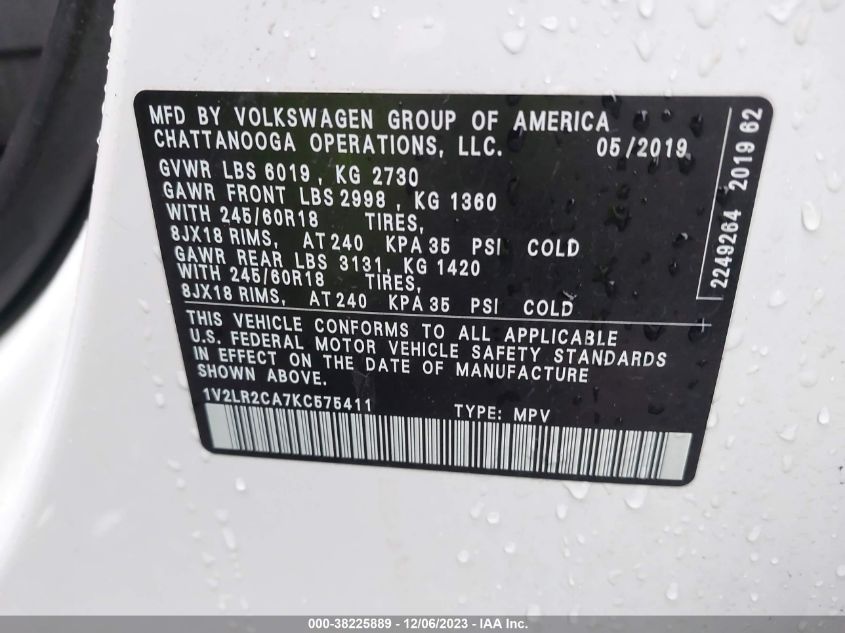 MFD BY VOLKSWAGEN GROUP OF AMERICA
CHATTANOOGA OPERATIONS, LLC. 05/2019
GVWR LBS 6019 , KG 2730
GAWR FRONT LBS 2998 , KG 1360
WITH 245/60R18 TIRES,
8JX18 RIMS, AT 240 KPA 35 PSI COLD
GAWR REAR LBS 3131, KG 1420
WITH 245/60R18 TIRES,
8JX18 RIMS, AT 240 KPA 35 PSI COLD
THIS VEHICLE CONFORMS TO ALL APPLICABLE
U.S. FEDERAL MOTOR VEHICLE SAFETY STANDARDS
IN EFFECT ON THE DATE OF MANUFACTURE
SHOWN ABOVE.
1V2LR2CA7KC575411 TYPE: MPV
2249264 2019 62
000-38225889 - 12/06/2023 - IAA Inc.